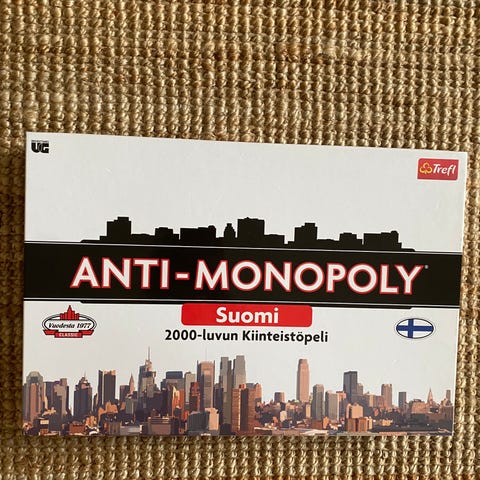 UG
Trefl
ANTI-MONOPOLY®
Suomi
2000-luvun Kiinteistöpeli
Vuodesta 1977
CLASSIC